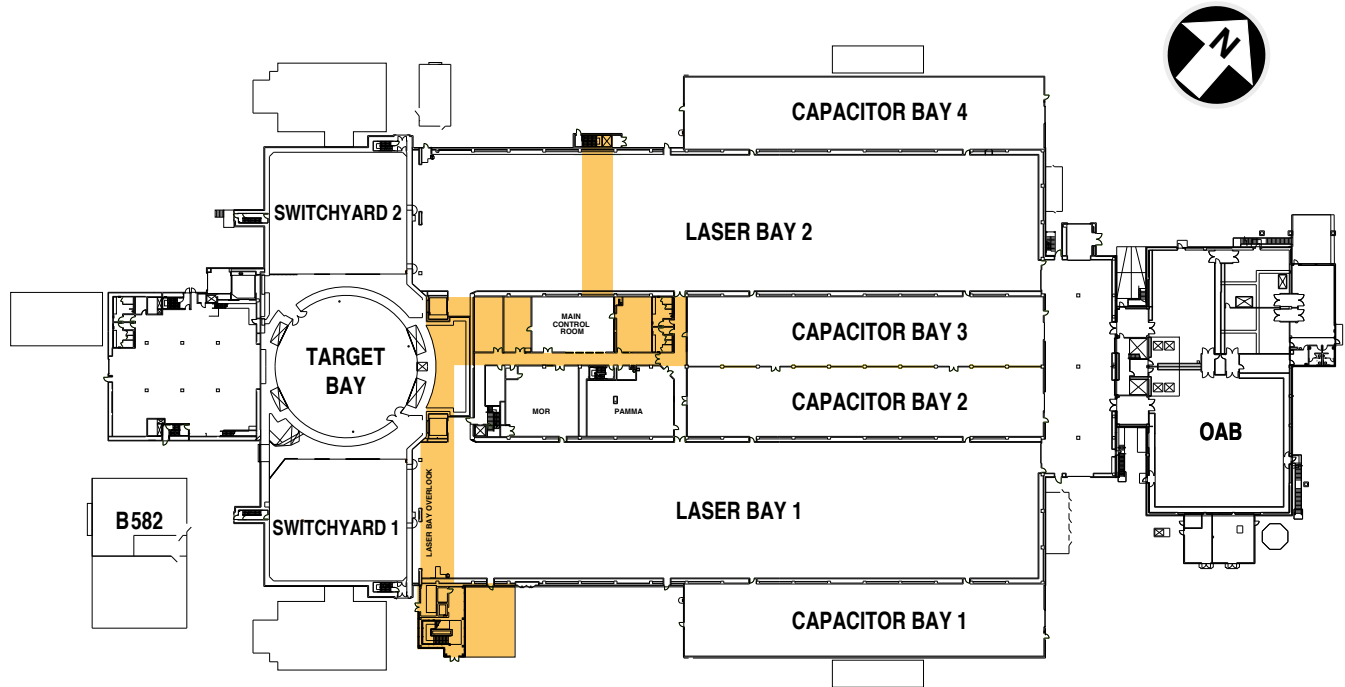 N
CAPACITOR BAY 4
SWITCHYARD 2
LASER BAY 2
MAIN
CONTROL
ROOM
CAPACITOR BAY 3
TARGET
BAY
CAPACITOR BAY 2
MOR
PAMMA
OAB
LASER BAY OVERLOOK
B582
SWITCHYARD 1
LASER BAY 1
CAPACITOR BAY 1